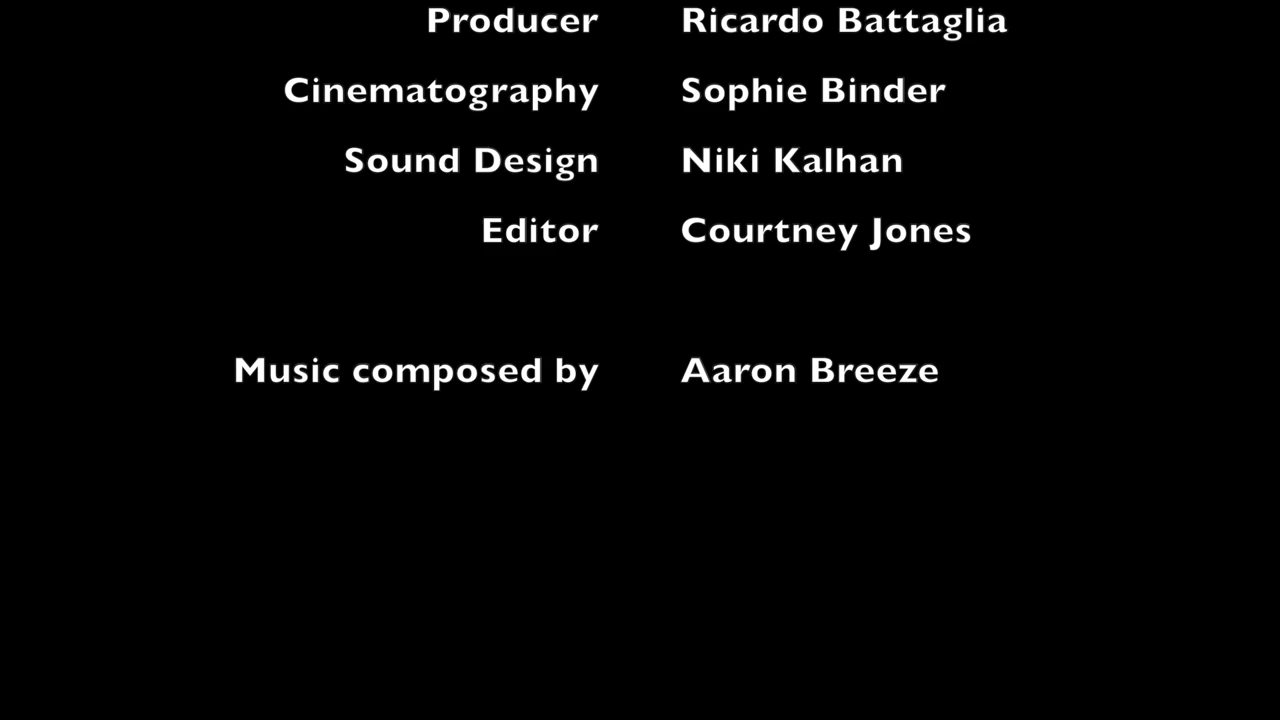 Producer Ricardo Battaglia
Cinematography Sophie Binder
Sound Design Niki Kalhan
Editor Courtney Jones
Music composed by Aaron Breeze